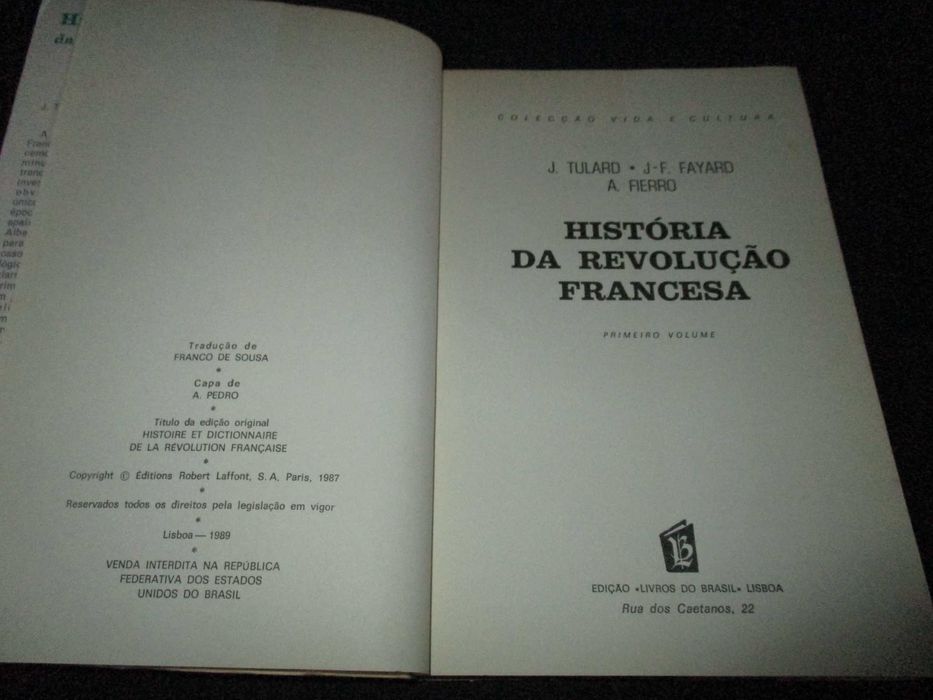 Tradução de
FRANCO DE SOUSA
*
Capa de
A. PEDRO
*
Título da edição original
HISTOIRE ET DICTIONNAIRE
DE LA RÉVOLUTION FRANÇAISE
*
Copyright © Éditions Robert Laffont, S. A. Paris, 1987
*
Reservados todos os direitos pela legislação em vigor
*
Lisboa — 1989
*
VENDA INTERDITA NA REPÚBLICA
FEDERATIVA DOS ESTADOS
UNIDOS DO BRASIL
COLECÇÃO VIDA E CULTURA
J. TULARD • J-F. FAYARD
A. FIERRO
HISTÓRIA
DA REVOLUÇÃO
FRANCESA
PRIMEIRO VOLUME
LB
EDIÇÃO «LIVROS DO BRASIL» LISBOA
Rua dos Caetanos, 22